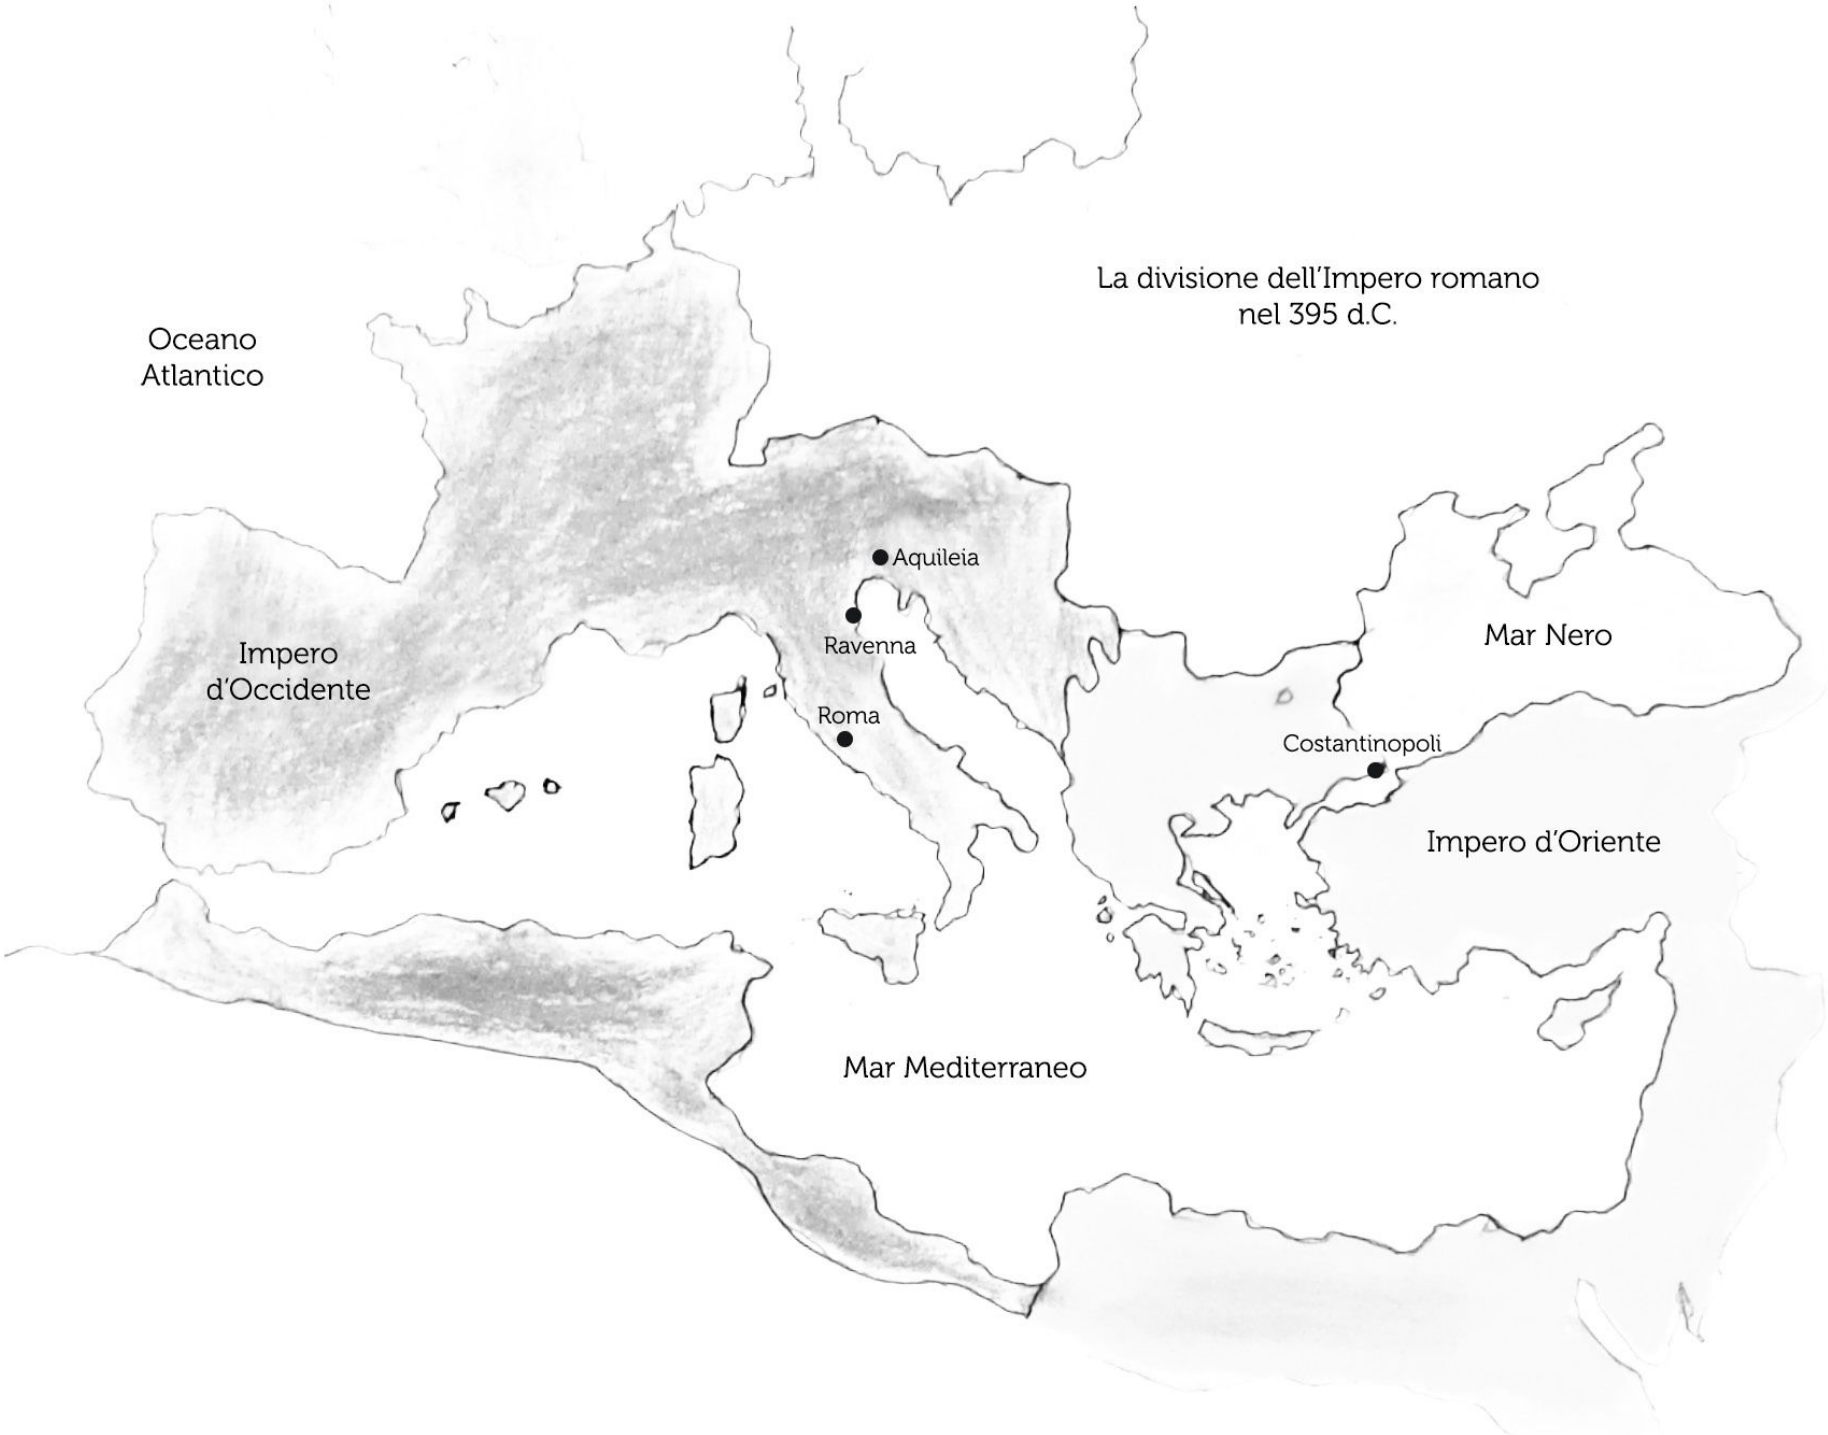 La divisione dell'Impero romano
nel 395 d.C.
Oceano
Atlantico
Aquileia
Mar Nero
Ravenna
Impero
d'Occidente
Roma
Costantinopoli
Impero d'Oriente
Mar Mediterraneo